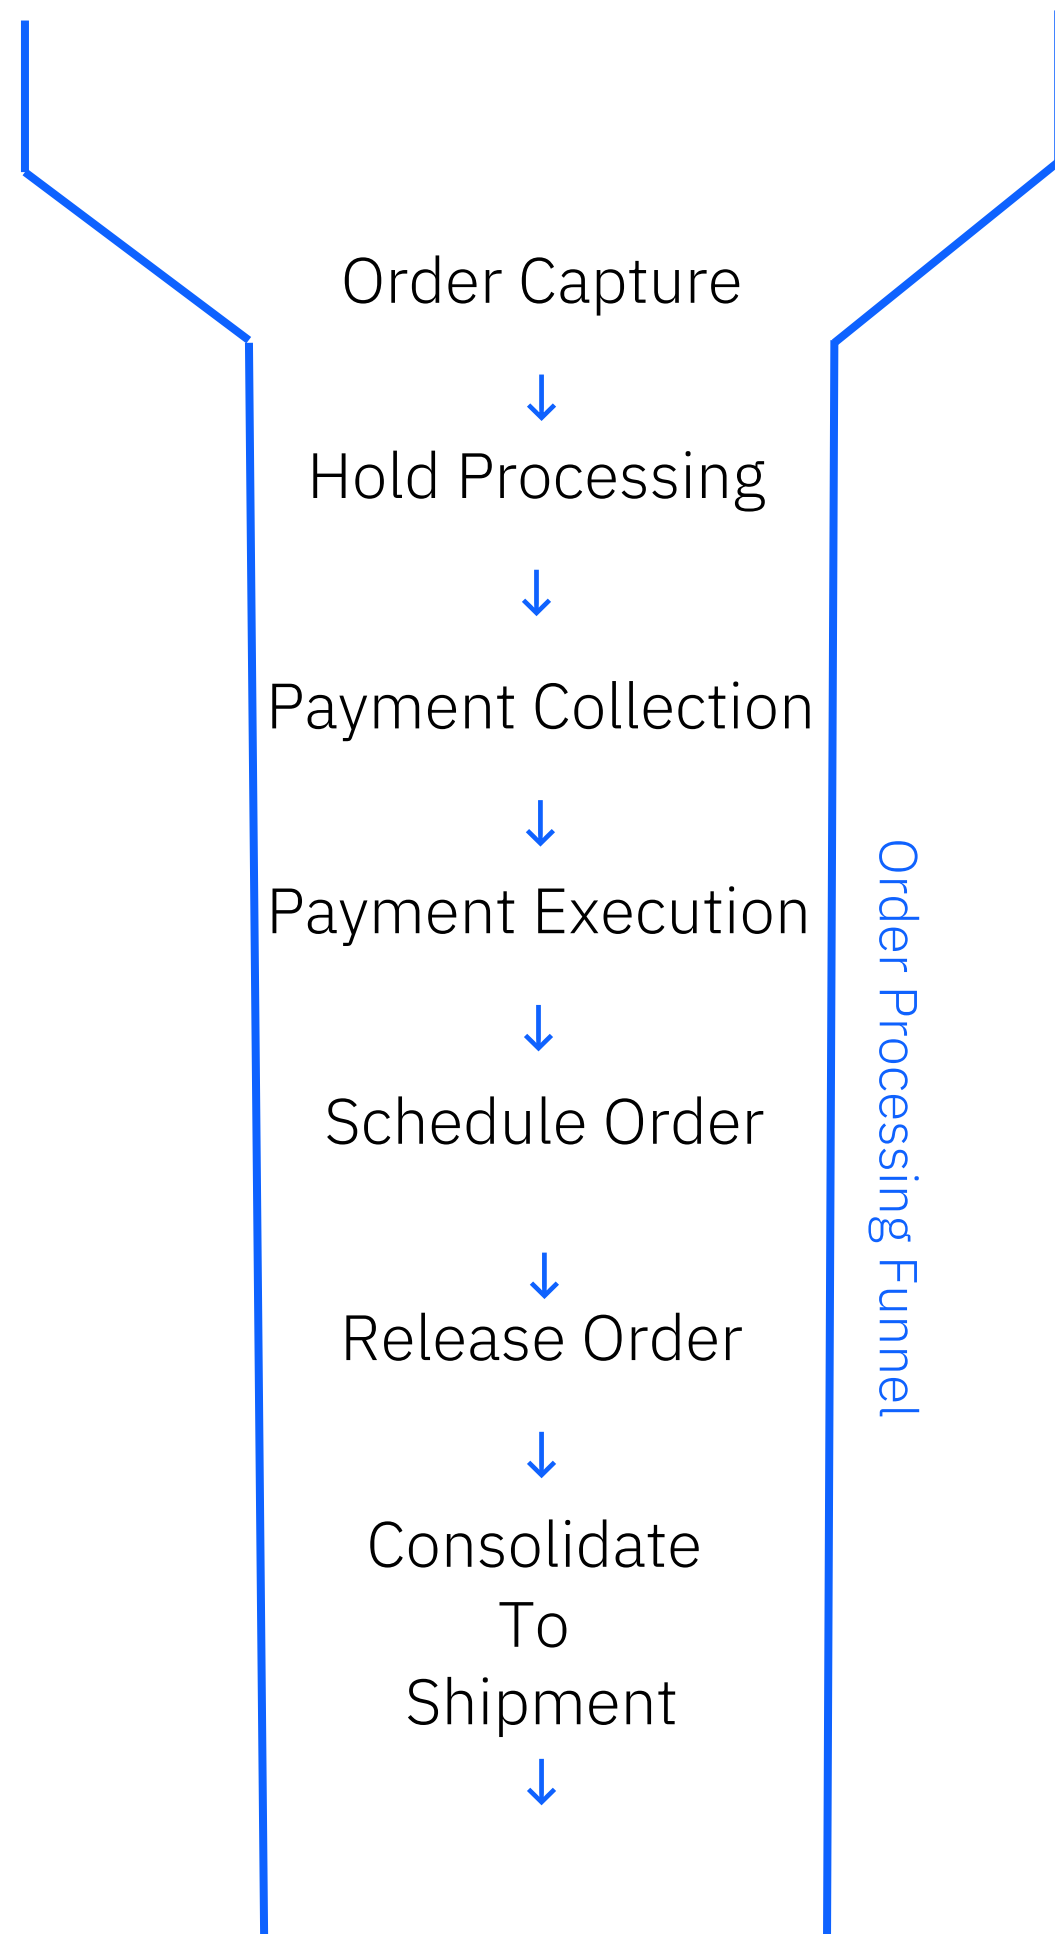 Order Capture
Hold Processing
Payment Collection
Payment Execution
Schedule Order
Release Order
Consolidate
To
Shipment
Order Processing Funnel